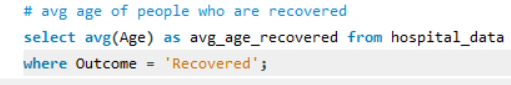 # avg age of people who are recovered
select avg(Age) as avg_age_recovered from hospital_data
where Outcome = 'Recovered';